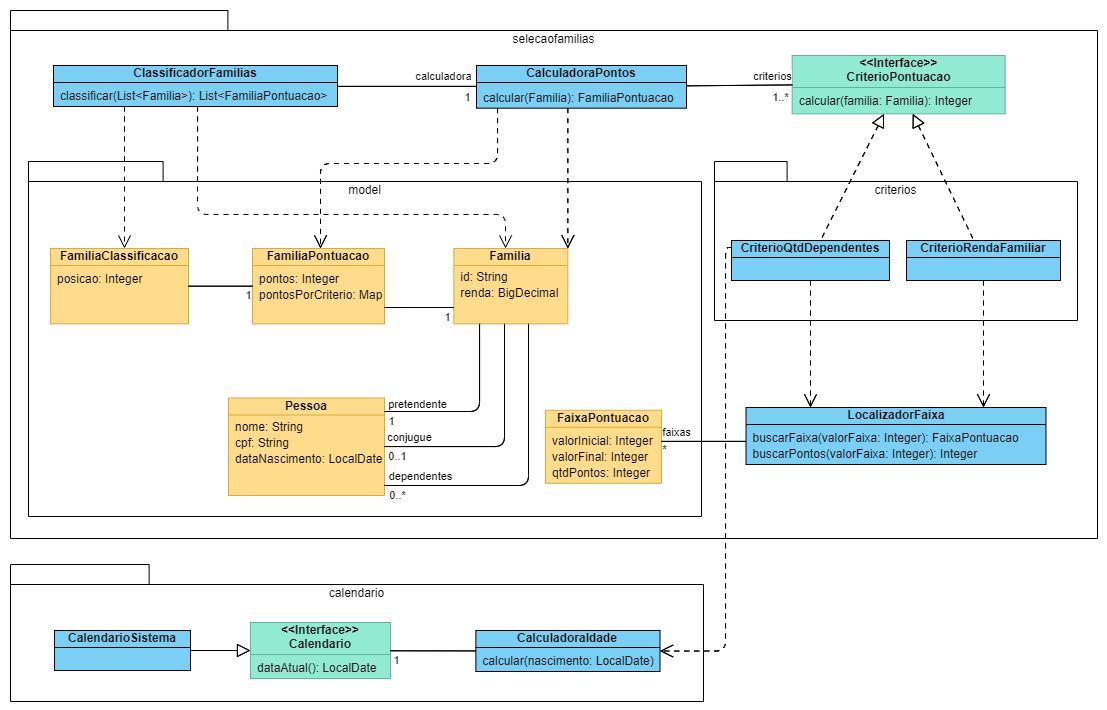 selecaofamilias
ClassificadorFamilias
classificar(List<Familia>): List<FamiliaPontuacao>
calculadora
1
CalculadoraPontos
calcular(Familia): FamiliaPontuacao
criterios
1..*
<<Interface>>
CriterioPontuacao
calcular(familia: Familia): Integer
model
FamiliaClassificacao
posicao: Integer
1
FamiliaPontuacao
pontos: Integer
pontosPorCriterio: Map
1
Familia
id: String
renda: BigDecimal
criterios
CriterioQtdDependentes
CriterioRendaFamiliar
Pessoa
nome: String
cpf: String
dataNascimento: LocalDate
pretendente
1
conjugue
0..1
dependentes
0..*
FaixaPontuacao
valorInicial: Integer
valorFinal: Integer
qtdPontos: Integer
faixas
*
LocalizadorFaixa
buscarFaixa(valorFaixa: Integer): FaixaPontuacao
buscarPontos(valorFaixa: Integer): Integer
calendario
CalendarioSistema
<<Interface>>
Calendario
dataAtual(): LocalDate
1
CalculadoraIdade
calcular(nascimento: LocalDate)